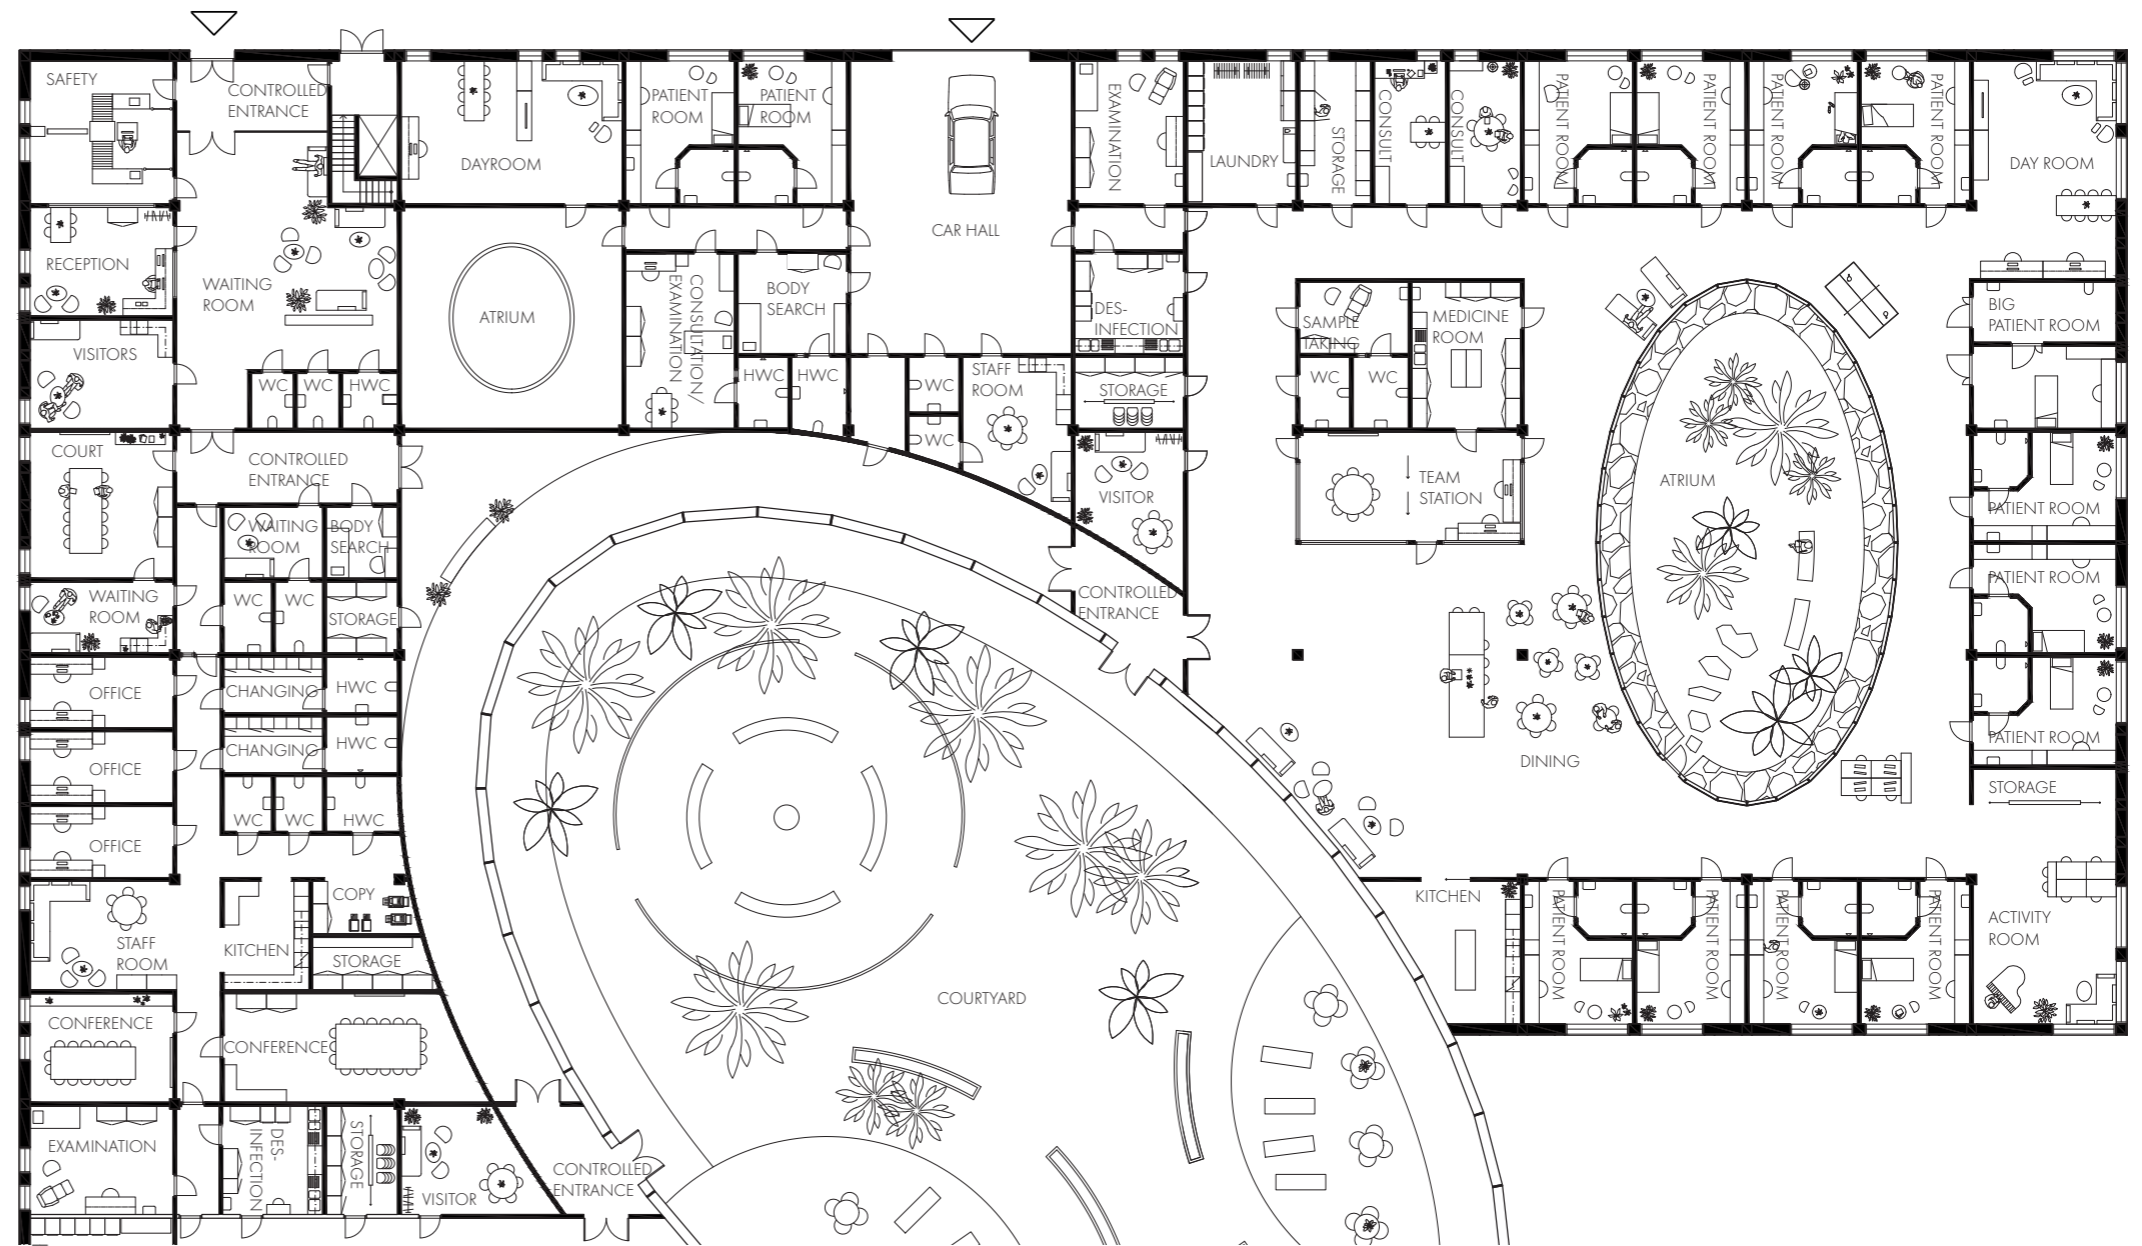 SAFETY
CONTROLLED
ENTRANCE
DAYROOM
PATIENT
ROOM
PATIENT
ROOM
CAR HALL
EXAMINATION
LAUNDRY
STORAGE
CONSULT
CONSULT
PATIENT ROOM
PATIENT ROOM
PATIENT ROOM
PATIENT ROOM
DAY ROOM
RECEPTION
WAITING
ROOM
ATRIUM
CONSULTATION/
EXAMINATION
BODY
SEARCH
DES-
INFECTION
SAMPLE
TAKING
MEDICINE
ROOM
BIG
PATIENT ROOM
VISITORS
WC
WC
HWC
HWC
HWC
WC
WC
STAFF
ROOM
STORAGE
WC
WC
COURT
CONTROLLED
ENTRANCE
VISITOR
TEAM
STATION
ATRIUM
PATIENT ROOM
WAITING
ROOM
BODY
SEARCH
PATIENT ROOM
WAITING
ROOM
WC
WC
STORAGE
CONTROLLED
ENTRANCE
OFFICE
CHANGING
HWC
CHANGING
HWC
PATIENT ROOM
OFFICE
DINING
STORAGE
WC
WC
HWC
OFFICE
COPY
KITCHEN
PATIENT ROOM
PATIENT ROOM
PATIENT ROOM
PATIENT ROOM
ACTIVITY
ROOM
STAFF
ROOM
KITCHEN
STORAGE
COURTYARD
CONFERENCE
CONFERENCE
EXAMINATION
DES-
INFECTION
STORAGE
VISITOR
CONTROLLED
ENTRANCE